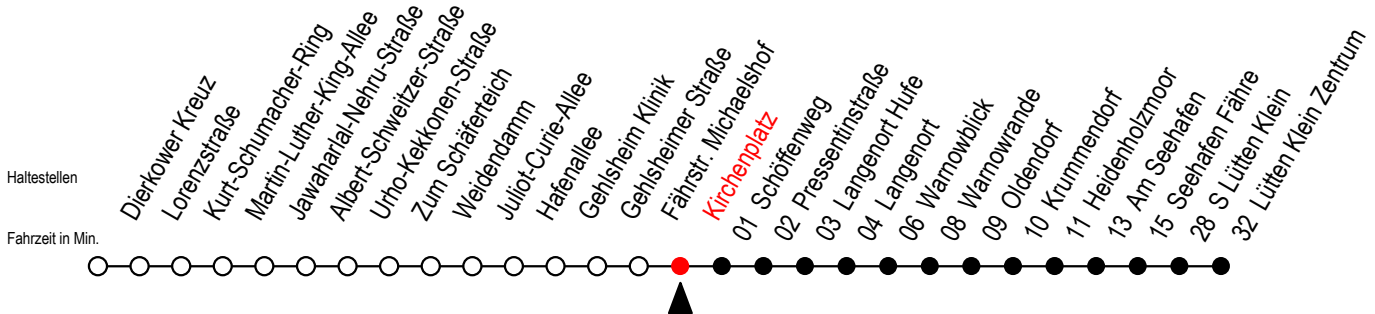 Haltestellen
Fahrzeit in Min.
Dierkower Kreuz
Lorenzstraße
Kurt-Schumacher-Ring
Martin-Luther-King-Allee
Jawaharlal-Nehru-Straße
Albert-Schweitzer-Straße
Urho-Kekkonen-Straße
Zum Schäferteich
Weidendamm
Juliot-Curie-Allee
Hafenallee
Gehlsheim Klinik
Gehlsheimer Straße
Fährstr. Michaelshof
Kirchenplatz
01 Schöffenweg
02 Pressentinstraße
03 Langenort Hufe
04 Langenort
06 Warnowblick
08 Warnowrande
09 Oldendorf
10 Krummendorf
11 Heidenholzmoor
13 Am Seehafen
15 Seehafen Fähre
28 S Lütten Klein
32 Lütten Klein Zentrum